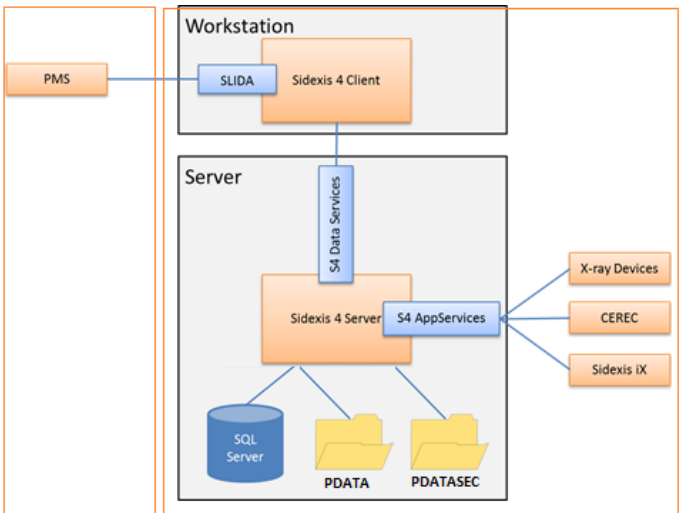 Workstation
PMS
SLIDA
Sidexis 4 Client
Server
S4 Data Services
Sidexis 4 Server
S4 AppServices
X-ray Devices
CEREC
Sidexis iX
SQL
Server
PDATA
PDATASEC